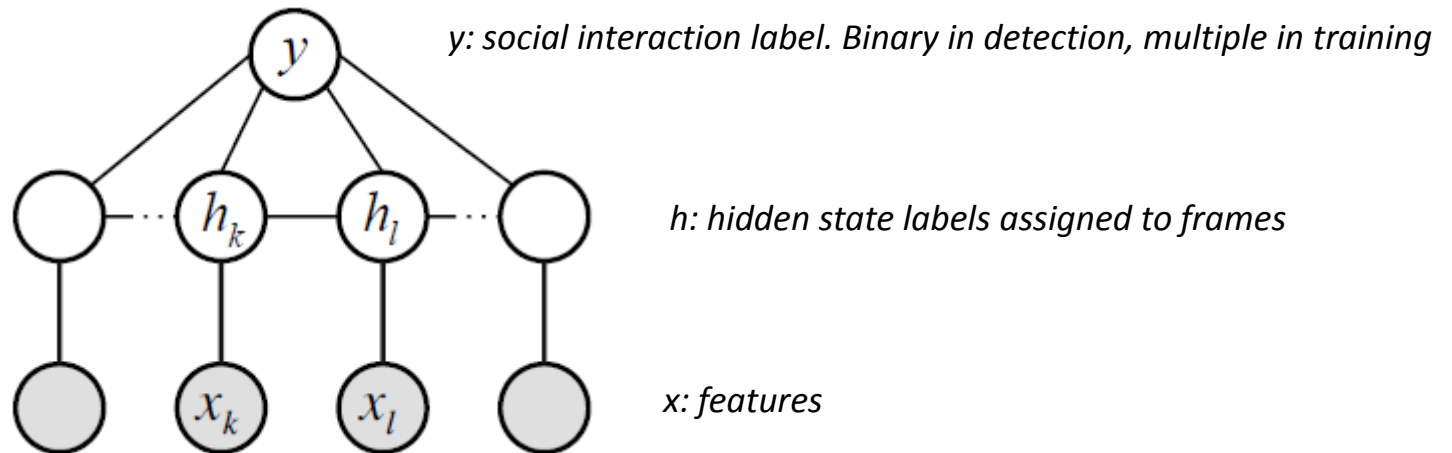 y
y: social interaction label. Binary in detection, multiple in training
h_k h_l
h: hidden state labels assigned to frames
x_k x_l
x: features